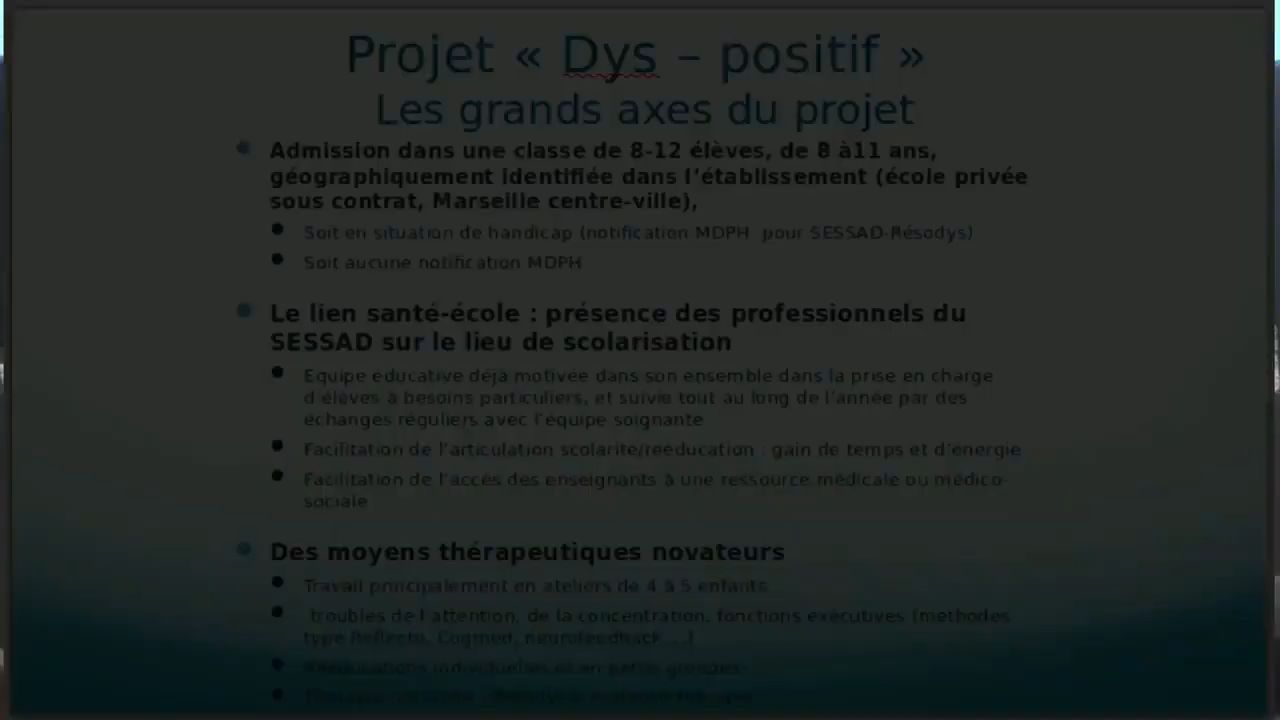 Projet « Dys – positif »
Les grands axes du projet
Admission dans une classe de 8-12 élèves, de 8 à11 ans,
géographiquement identifiée dans l’établissement (école privée
sous contrat, Marseille centre-ville),
Soit en situation de handicap (notification MDPH pour SESSAD-Résodys)
Soit aucune notification MDPH
Le lien santé-école : présence des professionnels du
SESSAD sur le lieu de scolarisation
Equipe éducative déjà motivée dans son ensemble dans la prise en charge
d’élèves à besoins particuliers, et suivie tout au long de l’année par des
échanges réguliers avec l’équipe soignante
Facilitation de l’articulation scolarité/rééducation : gain de temps et d’énergie
Facilitation de l’accès des enseignants à une ressource médicale ou médico-
sociale
Des moyens thérapeutiques novateurs
Travail principalement en ateliers de 4 à 5 enfants
troubles de l’attention, de la concentration, fonctions exécutives (méthodes
type Reflecto, Cogmed, neurofeedback,…)
Rééducations individuelles et en petits groupes